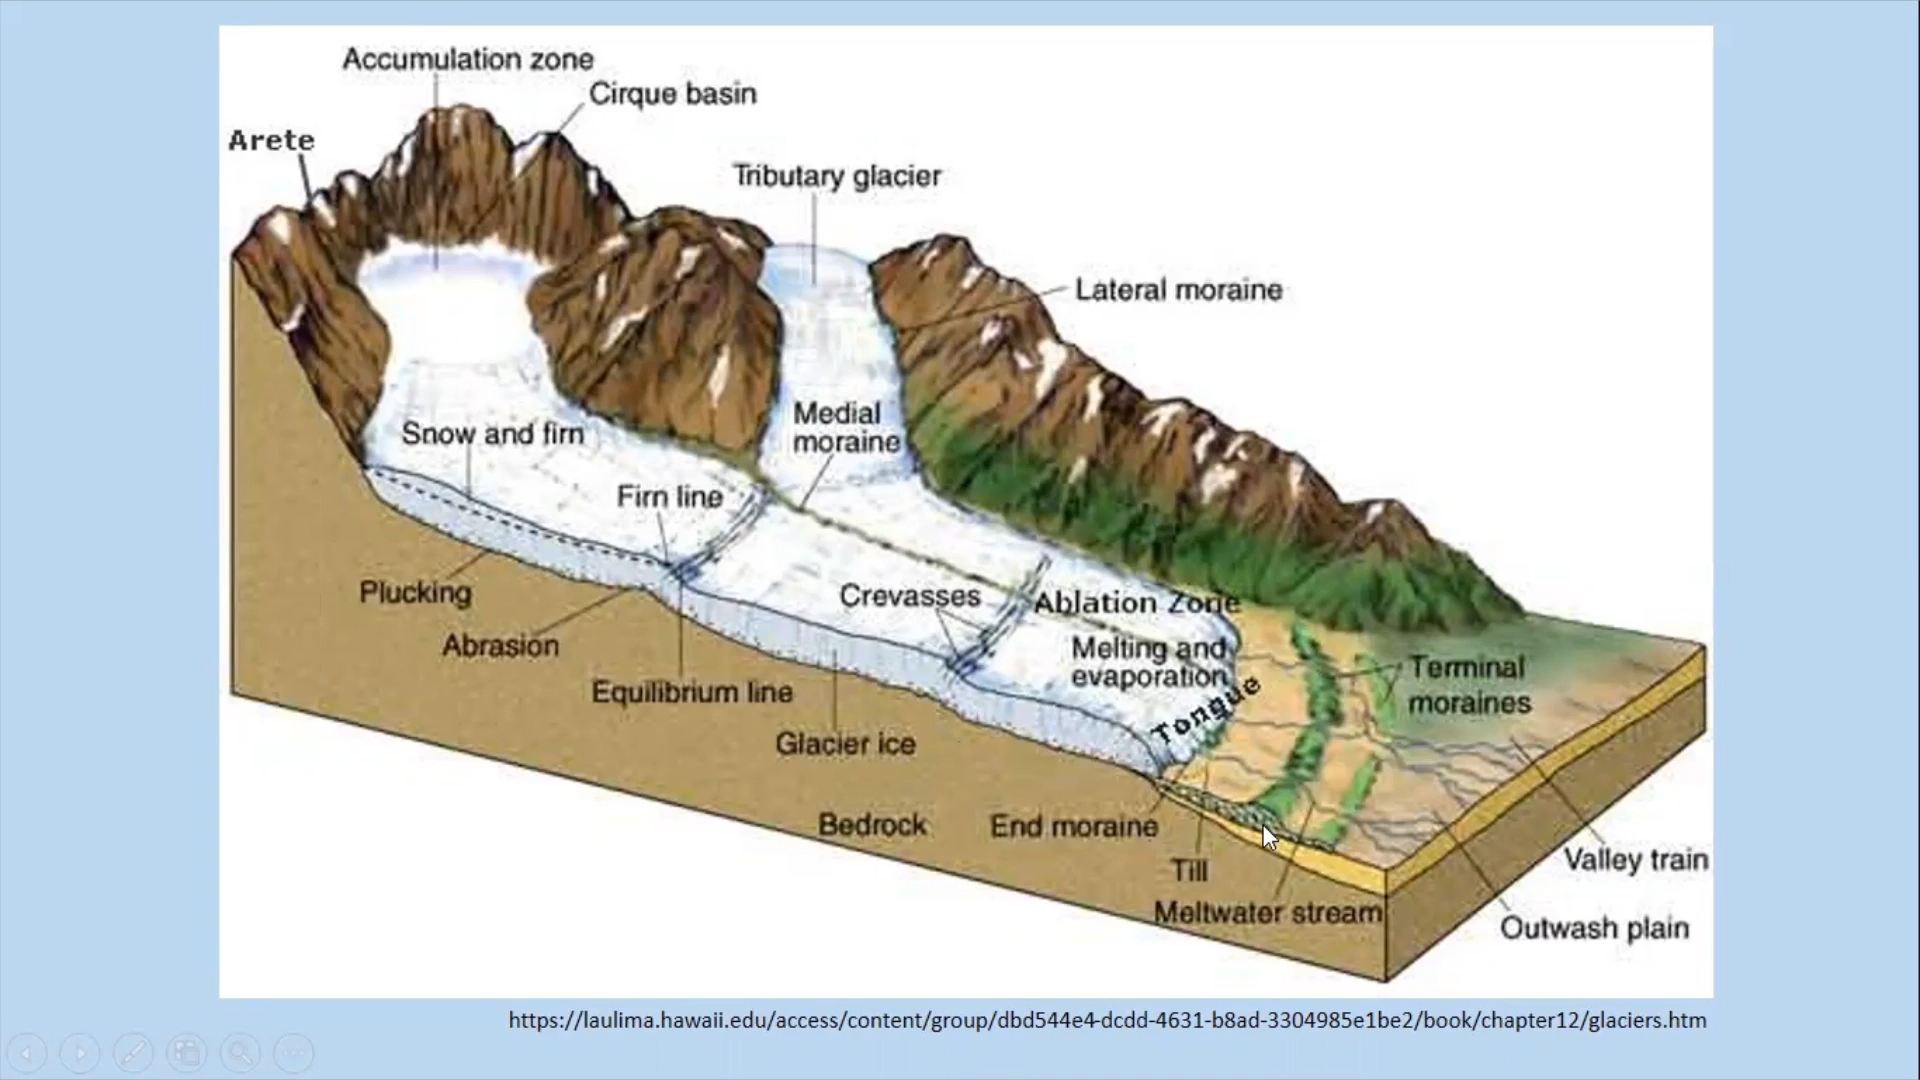 Accumulation zone
Cirque basin
Arete
Tributary glacier
Lateral moraine
Medial
moraine
Snow and firn
Firn line
Crevasses
Ablation Zone
Plucking
Abrasion
Melting and
evaporation
Terminal
moraines
Equilibrium line
Tongue
Glacier ice
Bedrock
End moraine
Till
Valley train
Meltwater stream
Outwash plain
https://laulima.hawaii.edu/access/content/group/dbd544e4-dcdd-4631-b8ad-3304985e1be2/book/chapter12/glaciers.htm